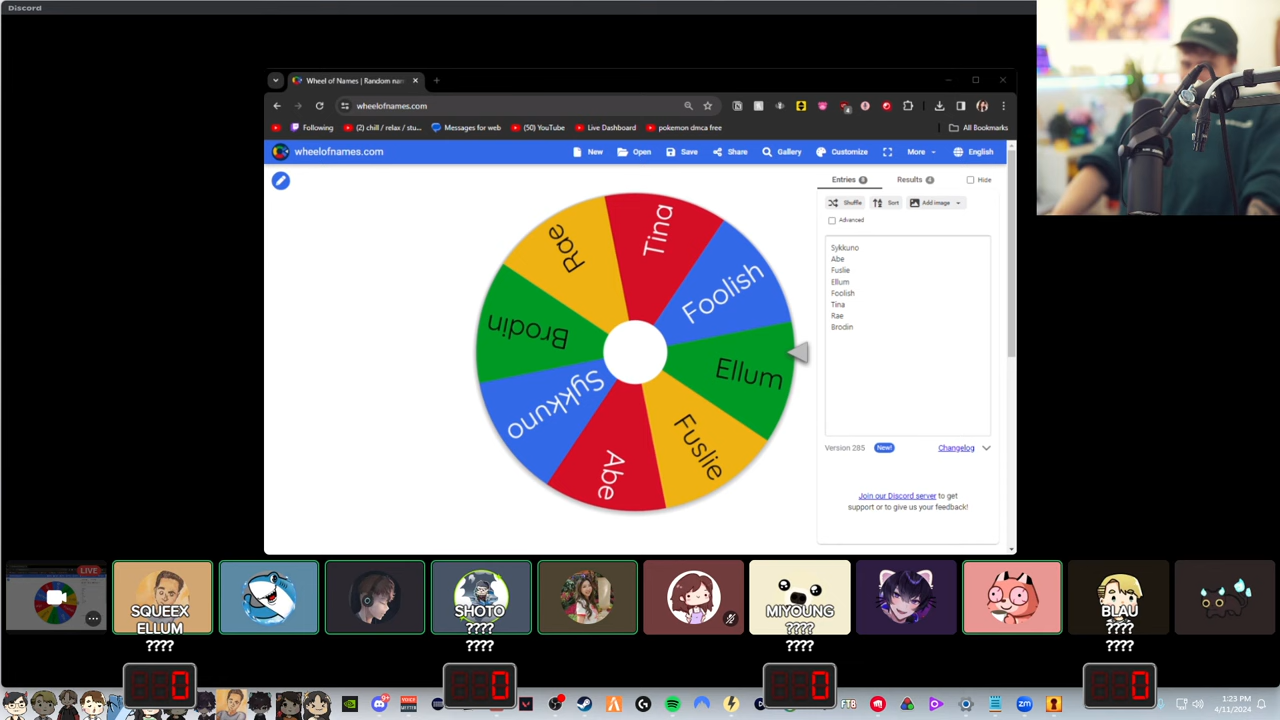 Discord
Wheel of Names | Random nam
wheelofnames.com
Following
(2) chill / relax / stu...
Messages for web
(50) YouTube
Live Dashboard
pokemon dmca free
All Bookmarks
wheelofnames.com
New
Open
Save
Share
Gallery
Customize
More
English
Entries 8
Results 4
Hide
Shuffle
Sort
Add image
Advanced
Sykkuno
Abe
Fuslie
Ellum
Foolish
Tina
Rae
Brodin
Tina
Foolish
Ellum
Fuslie
Abe
Sykkuno
Brodin
Rae
Version 285
New!
Changelog
Join our Discord server to get
support or to give us your feedback!
LIVE
SQUEEX
ELLUM
????
SHOTO
????
????
MIYOUNG
????
????
BLAU
????
????
0
0
0
0
FT8
1:23 PM
4/11/2024